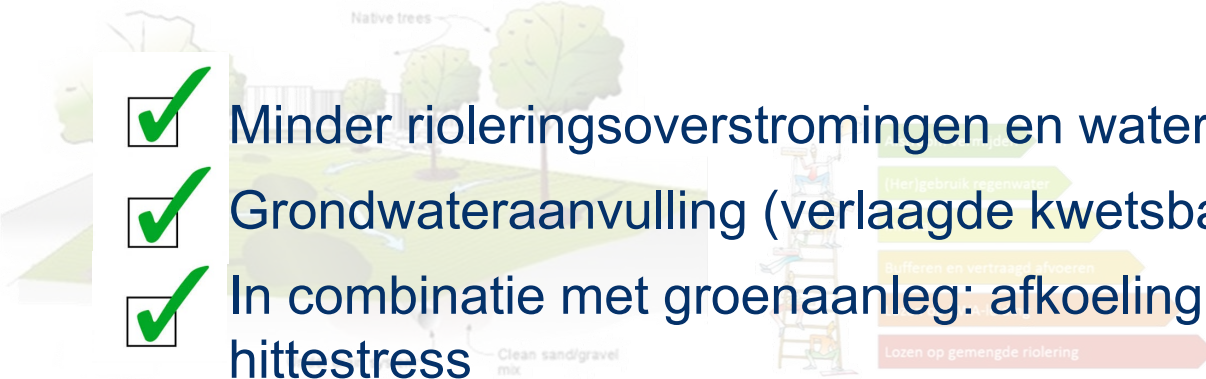 Native trees
Minder rioleringsoverstromingen en water
(Her)gebruik regenwater
Grondwateraanvulling (verlaagde kwetsba
Bufferen en vertraagd afvoeren
In combinatie met groenaanleg: afkoeling
hittestress
Clean sand/gravel
mix
Lozen op gemengde riolering